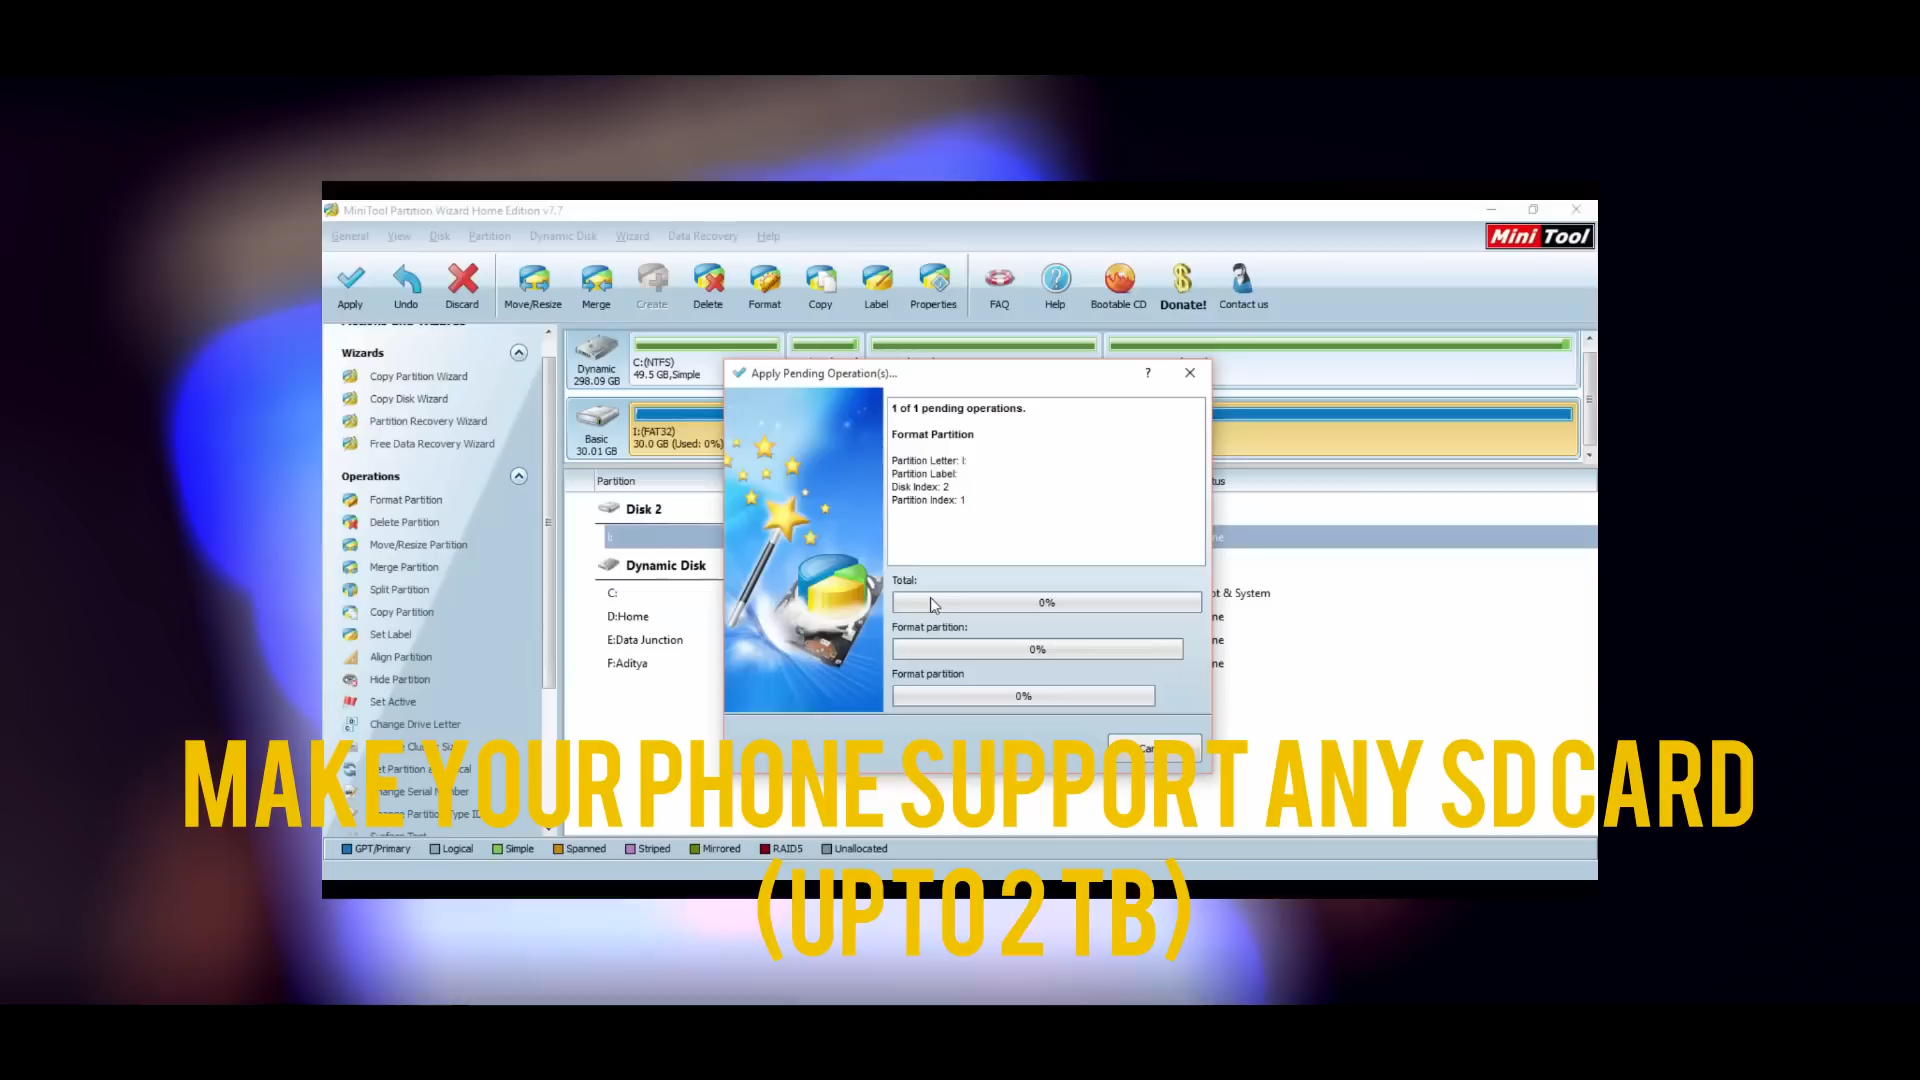 MiniTool Partition Wizard Home Edition v7.7
General View Disk Partition Dynamic Disk Wizard Data Recovery Help
Mini Tool
Apply Undo Discard Move/Resize Merge Create Delete Format Copy Label Properties FAQ Help Bootable CD Donate! Contact us
Actions and Wizards
Wizards
Copy Partition Wizard
Copy Disk Wizard
Partition Recovery Wizard
Free Data Recovery Wizard
Operations
Format Partition
Delete Partition
Move/Resize Partition
Merge Partition
Split Partition
Copy Partition
Set Label
Align Partition
Hide Partition
Set Active
Change Drive Letter
Dynamic
298.09 GB
C:(NTFS)
49.5 GB,Simple
Basic
30.01 GB
I:(FAT32)
30.0 GB (Used: 0%)
Partition
Disk 2
I:
Dynamic Disk
C:
D:Home
E:Data Junction
F:Aditya
Apply Pending Operation(s)...
1 of 1 pending operations.
Format Partition
Partition Letter: I:
Partition Label:
Disk Index: 2
Partition Index: 1
Total:
0%
Format partition:
0%
Format partition
0%
& System
MAKE YOUR PHONE SUPPORT ANY SD CARD
(UPTO 2 TB)
GPT/Primary Logical Simple Spanned Striped Mirrored RAID5 Unallocated